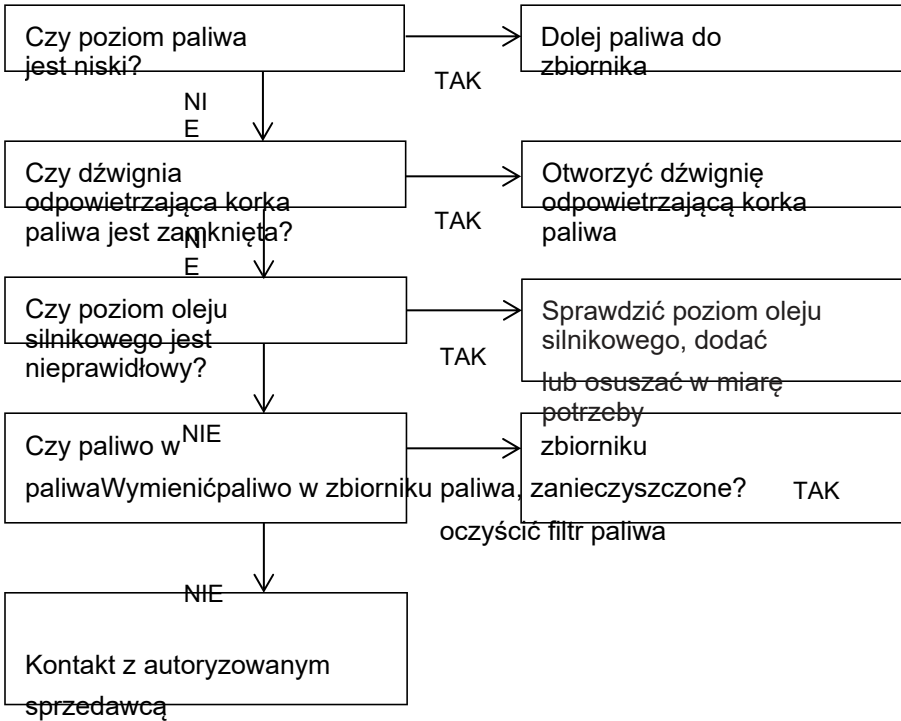 Czy poziom paliwa
jest niski?
TAK
Dolej paliwa do
zbiornika
NI
E
Czy dźwignia
odpowietrzająca korka
paliwa jest zamknięta?
TAK
Otworzyć dźwignię
odpowietrzającą korka
paliwa
NI
E
Czy poziom oleju
silnikowego jest
nieprawidłowy?
TAK
Sprawdzić poziom oleju
silnikowego, dodać
lub osuszać w miarę
potrzeby
Czy paliwo w NIE zbiorniku
paliwaWymienićpaliwo w zbiorniku paliwa, zanieczyszczone? TAK
oczyścić filtr paliwa
NIE
Kontakt z autoryzowanym
sprzedawcą